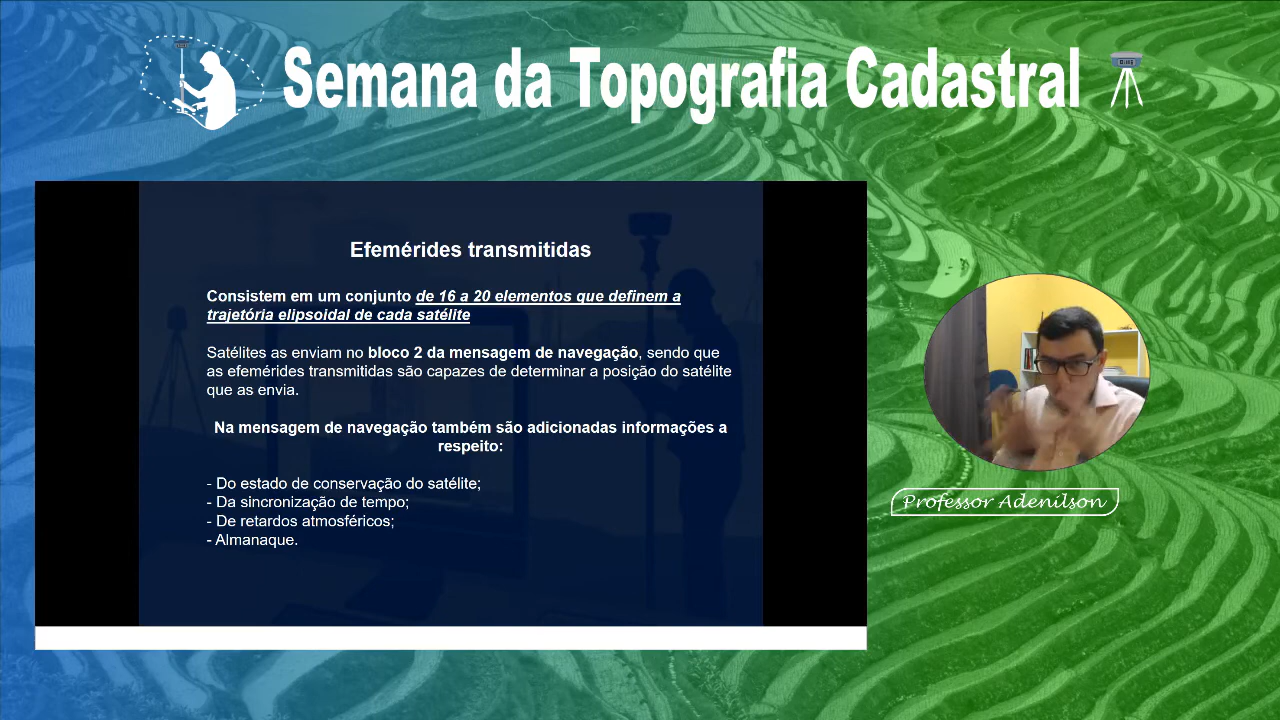 Semana da Topografia Cadastral
Efemérides transmitidas
Consistem em um conjunto de 16 a 20 elementos que definem a
trajetória elipsoidal de cada satélite
Satélites as enviam no bloco 2 da mensagem de navegação, sendo que
as efemérides transmitidas são capazes de determinar a posição do satélite
que as envia.
Na mensagem de navegação também são adicionadas informações a
respeito:
- Do estado de conservação do satélite;
- Da sincronização de tempo;
- De retardos atmosféricos;
- Almanaque.
Professor Adenilson